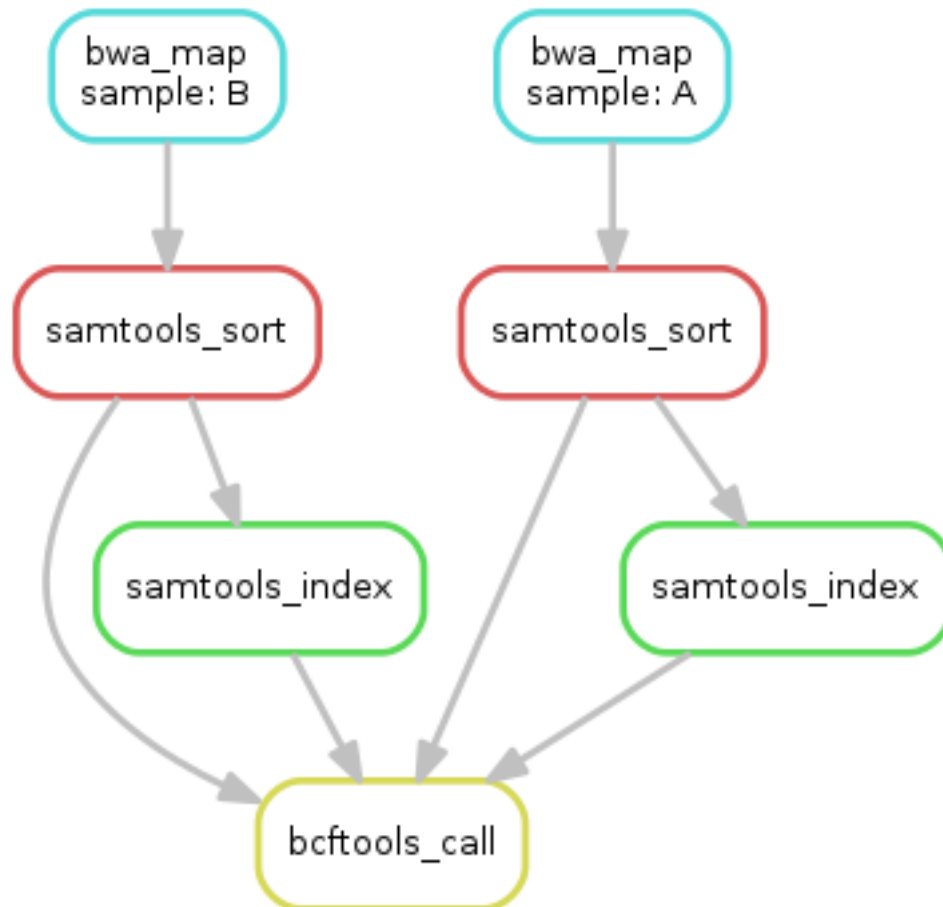 bwa_map
sample: B
bwa_map
sample: A
samtools_sort
samtools_sort
samtools_index
samtools_index
bcftools_call